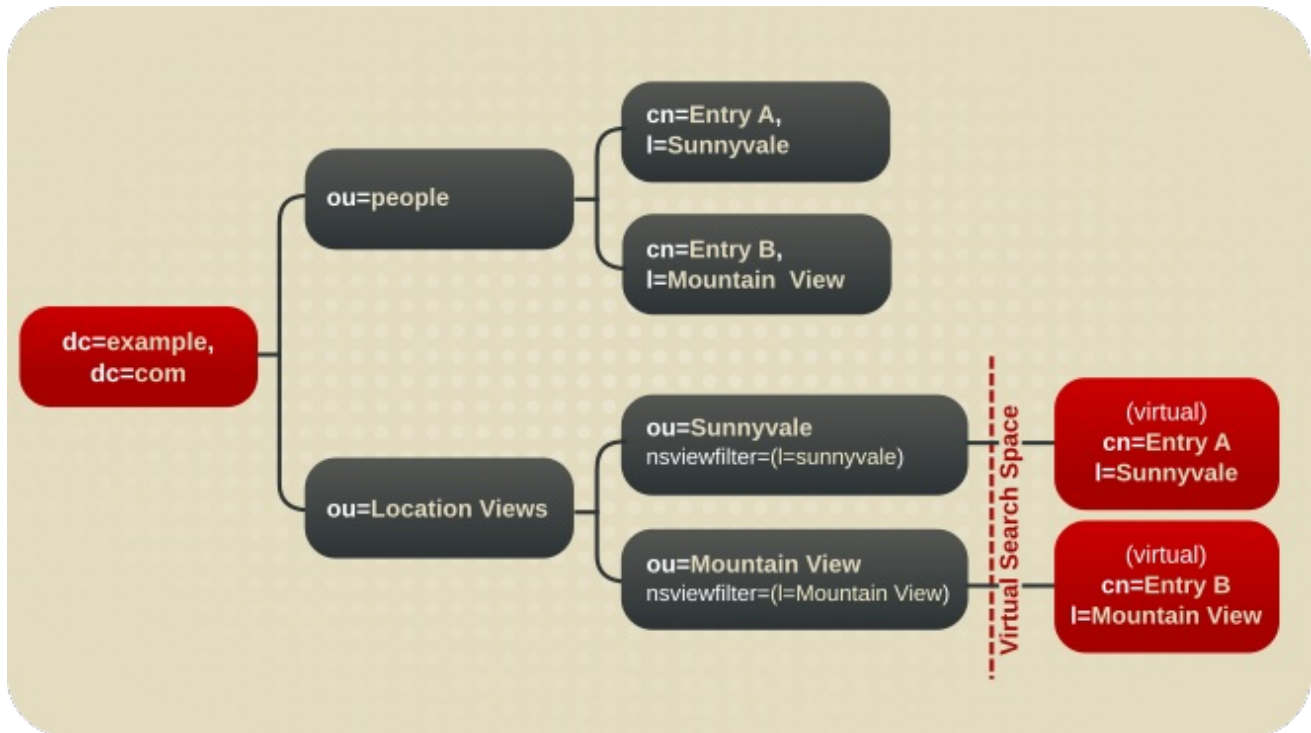 dc=example,
dc=com
ou=people
cn=Entry A,
l=Sunnyvale
cn=Entry B,
l=Mountain  View
ou=Location Views
ou=Sunnyvale
nsviewfilter=(l=sunnyvale)
ou=Mountain View
nsviewfilter=(l=Mountain View)
Virtual Search Space
(virtual)
cn=Entry A
l=Sunnyvale
(virtual)
cn=Entry B
l=Mountain View